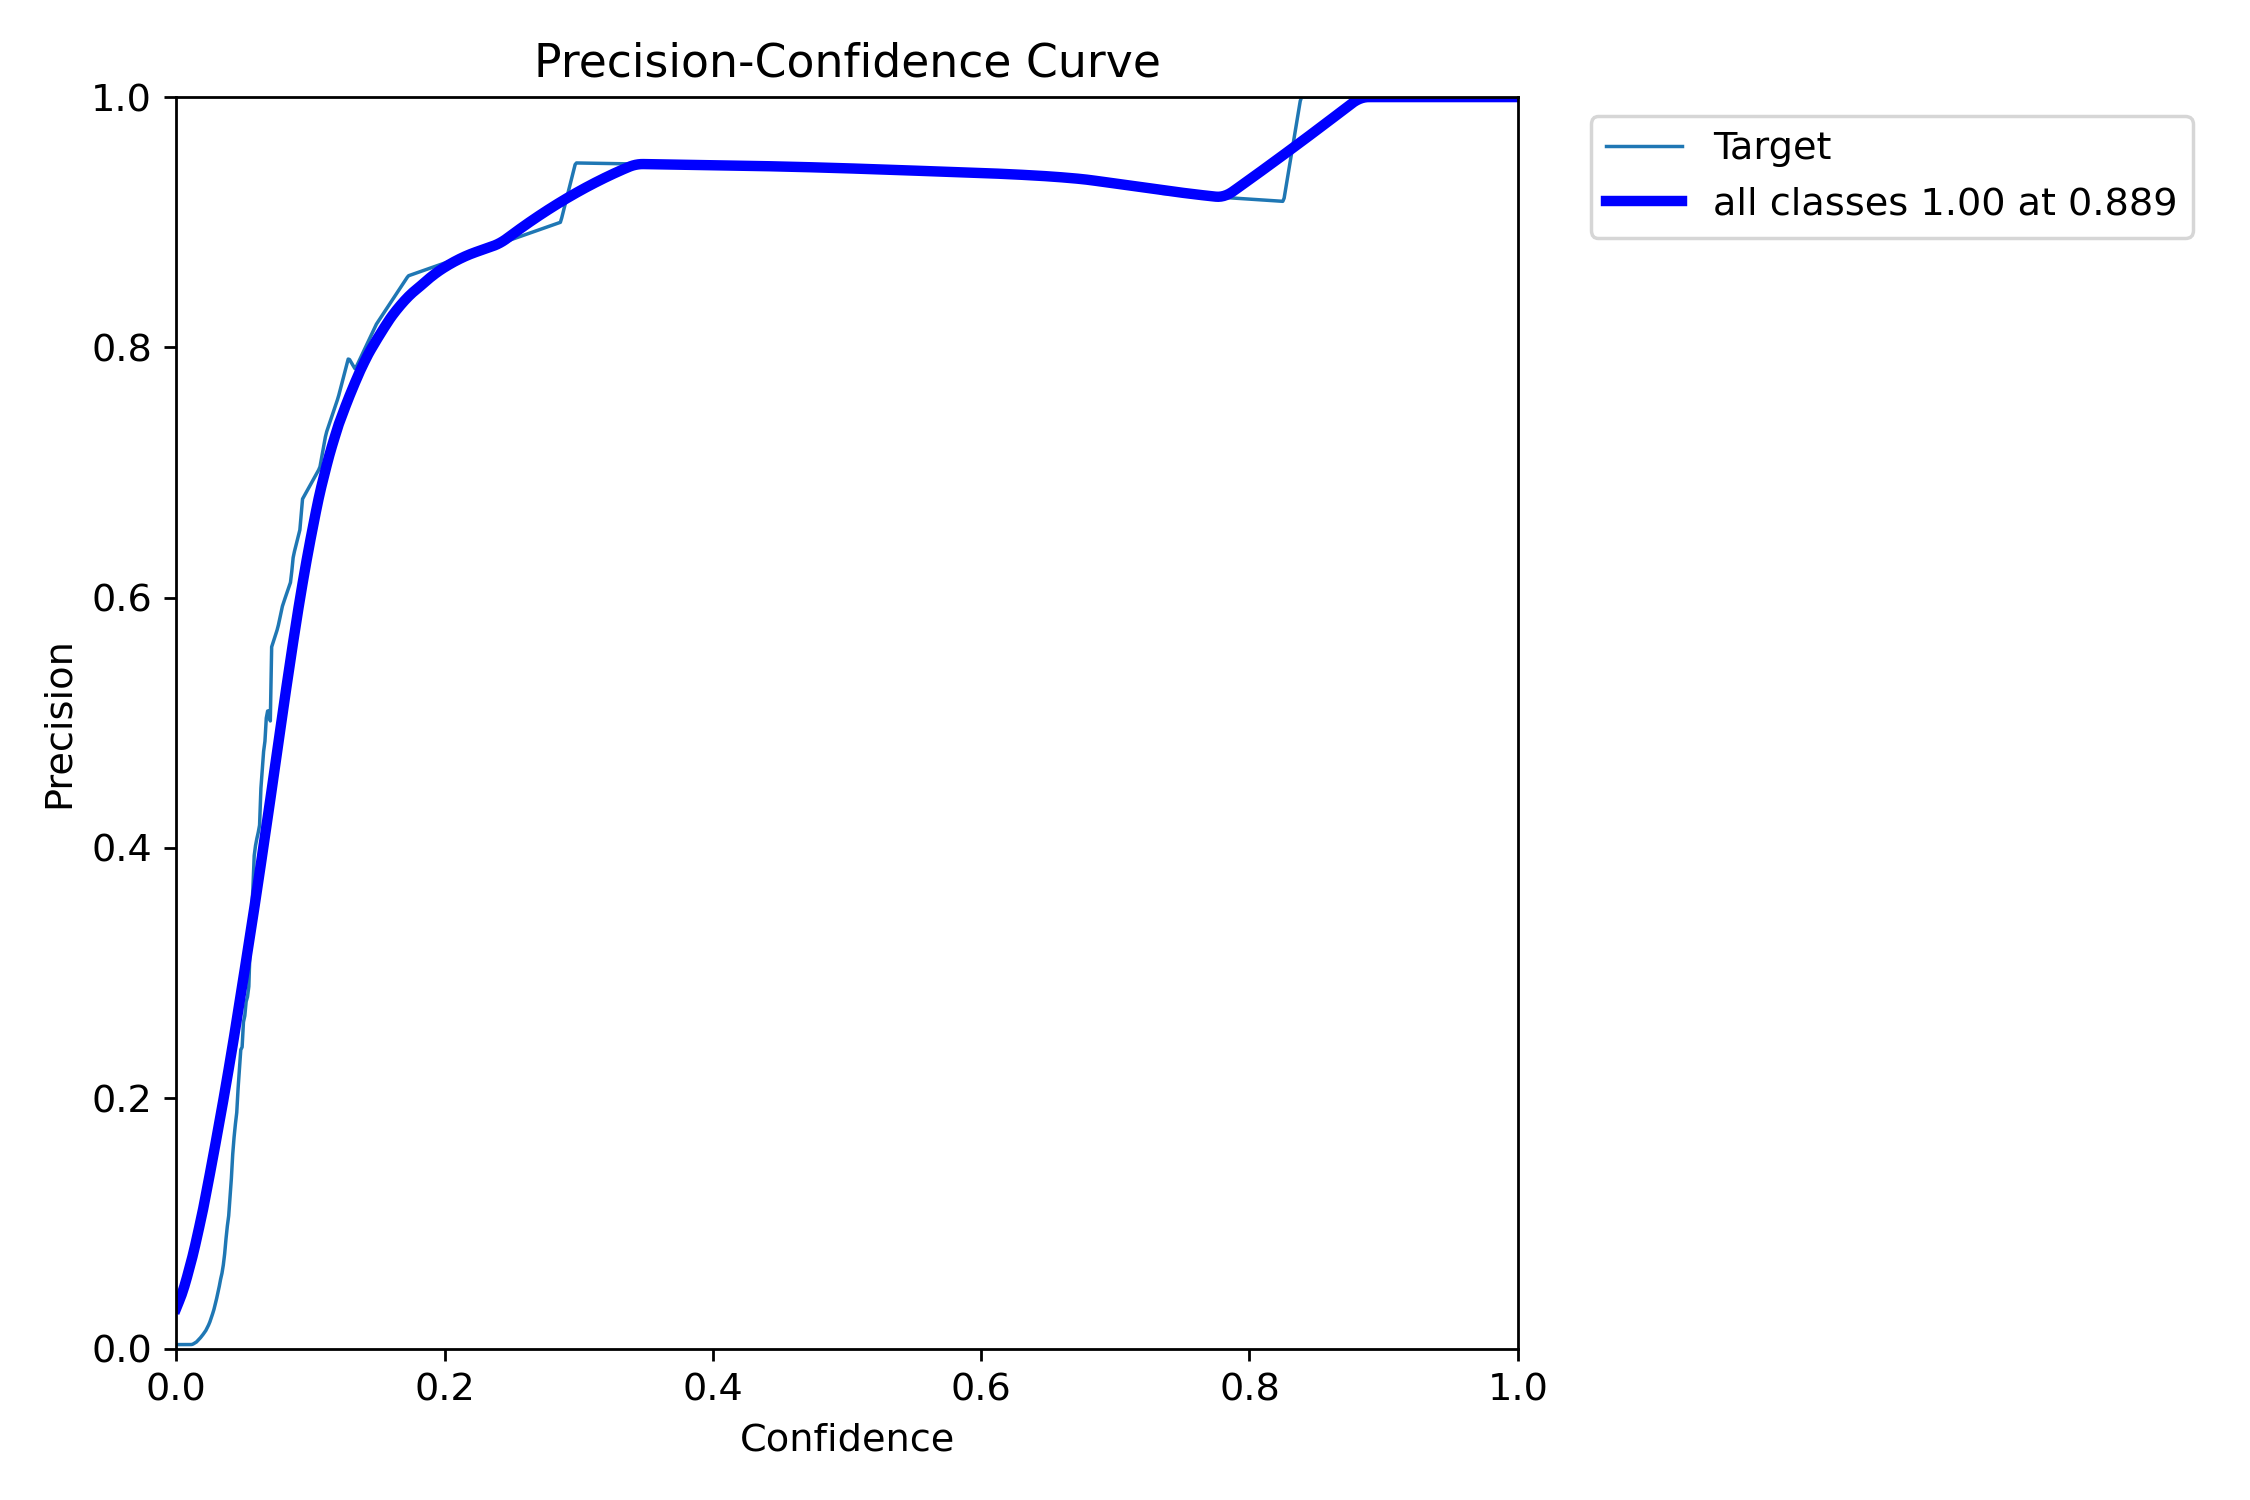 Precision-Confidence Curve
1.0
0.8
0.6
0.4
0.2
0.0
Precision
0.0 0.2 0.4 0.6 0.8 1.0
Confidence
Target
all classes 1.00 at 0.889